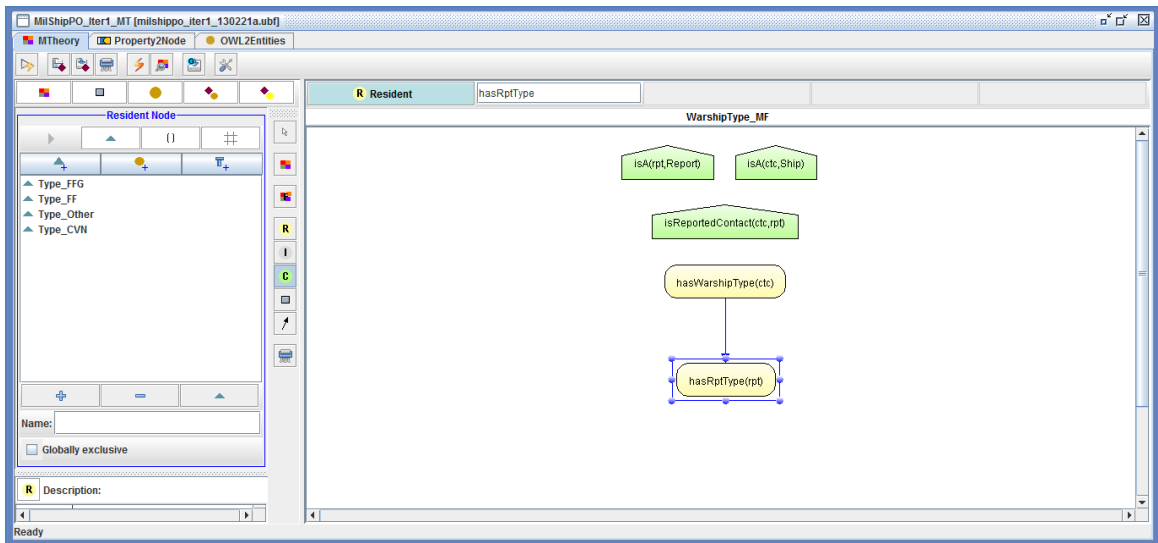 MilShipPO_Iter1_MT [milshippo_iter1_130221a.ubf]
MTheory Property2Node OWL2Entities
R Resident hasRptType
WarshipType_MF
Resident Node
( )
Type_FFG
Type_FF
Type_Other
Type_CVN
R
I
C
isA(rpt,Report) isA(ctc,Ship)
isReportedContact(ctc,rpt)
hasWarshipType(ctc)
hasRptType(rpt)
Name:
Globally exclusive
R Description:
Ready